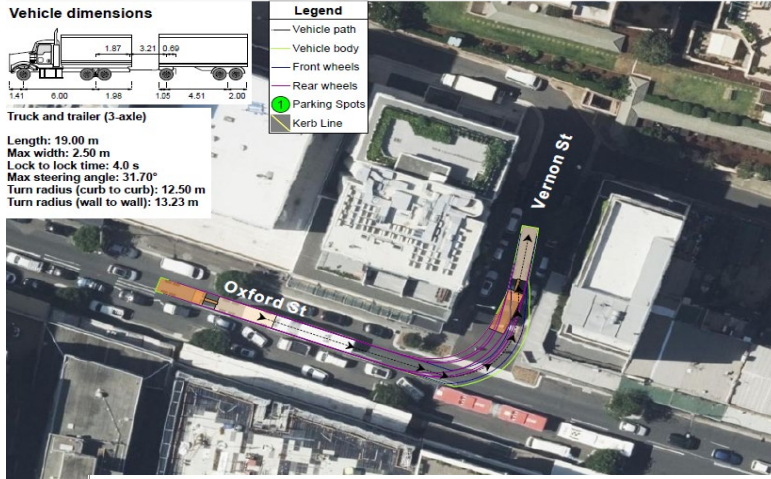 Vehicle dimensions
1.87 3.21 0.69
1.41 6.00 1.98 1.05 4.51 2.00
Truck and trailer (3-axle)
Length: 19.00 m
Max width: 2.50 m
Lock to lock time: 4.0 s
Max steering angle: 31.70°
Turn radius (curb to curb): 12.50 m
Turn radius (wall to wall): 13.23 m
Legend
Vehicle path
Vehicle body
Front wheels
Rear wheels
1 Parking Spots
Kerb Line
Vernon St
Oxford St